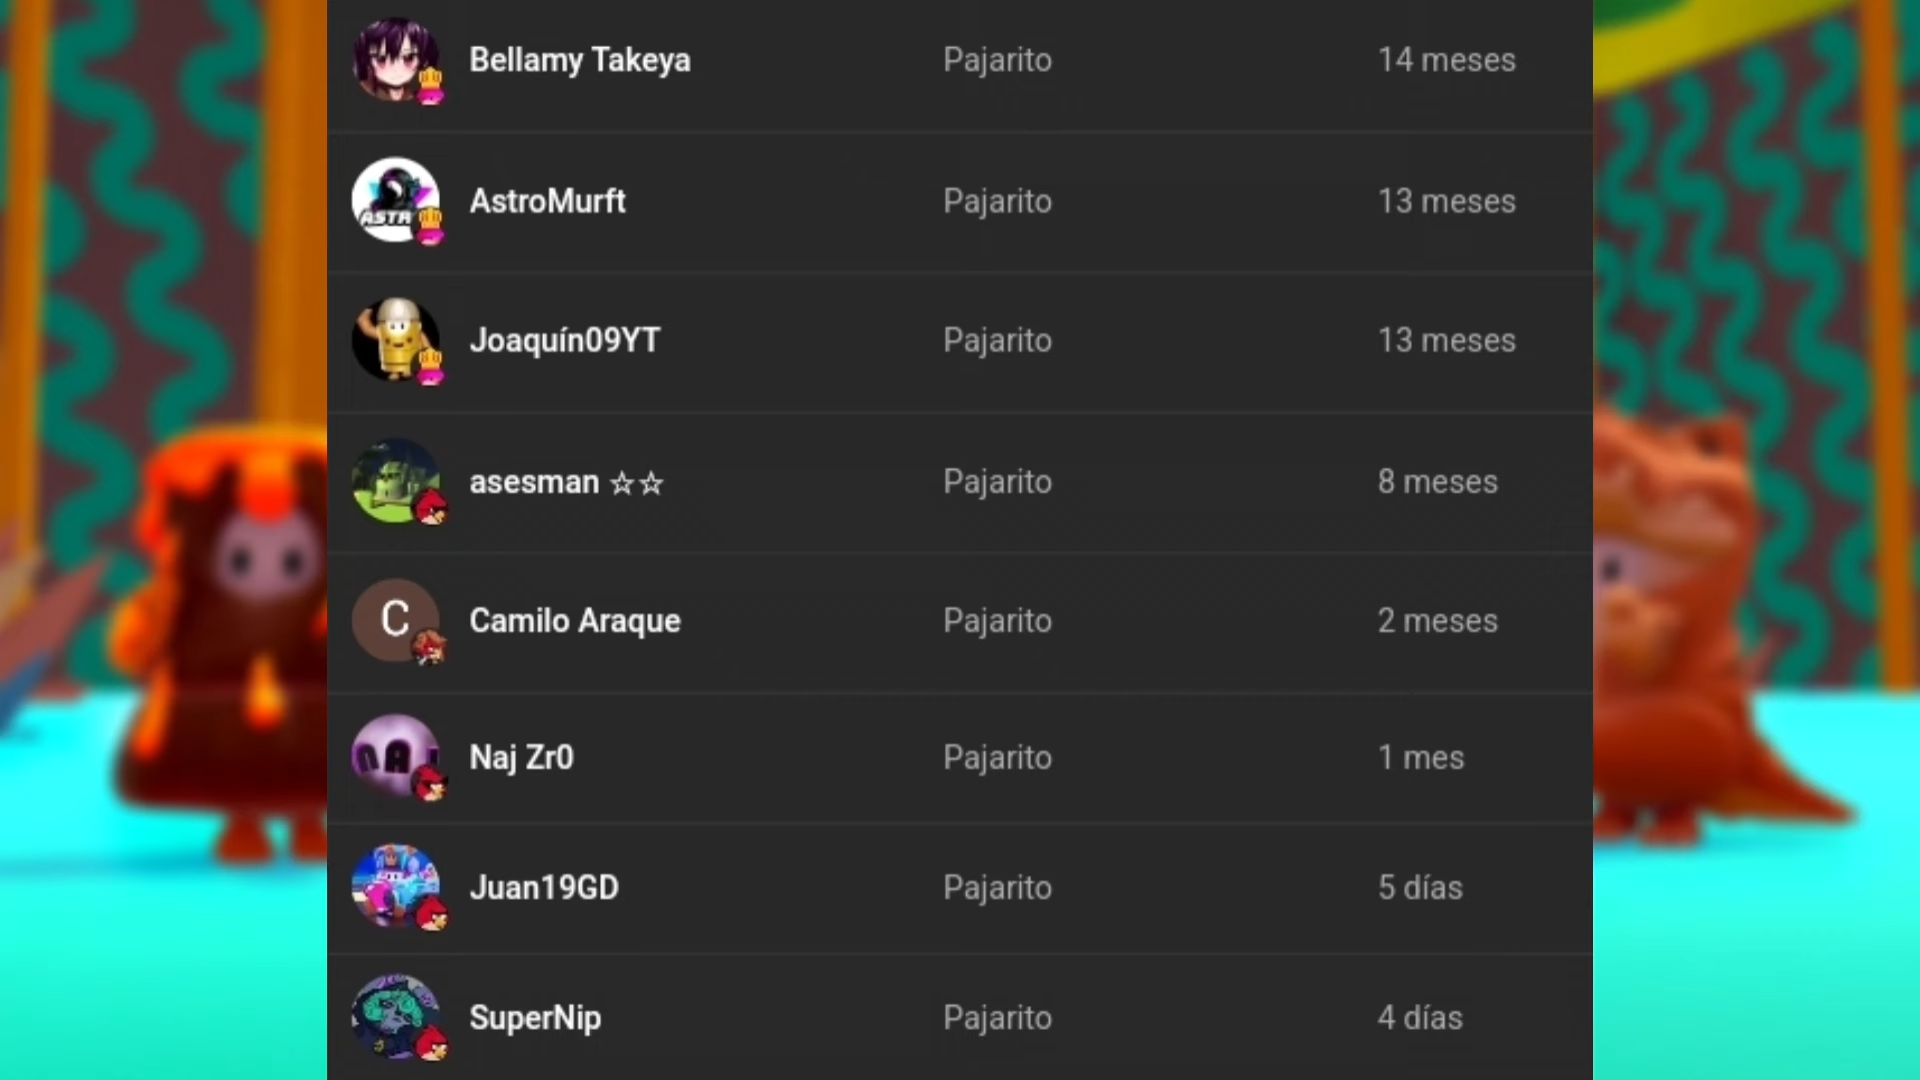 Bellamy Takeya Pajarito 14 meses
AstroMurft Pajarito 13 meses
ASTR
Joaquín09YT Pajarito 13 meses
asesman ☆☆ Pajarito 8 meses
C Camilo Araque Pajarito 2 meses
Naj Zr0 Pajarito 1 mes
Juan19GD Pajarito 5 días
SuperNip Pajarito 4 días